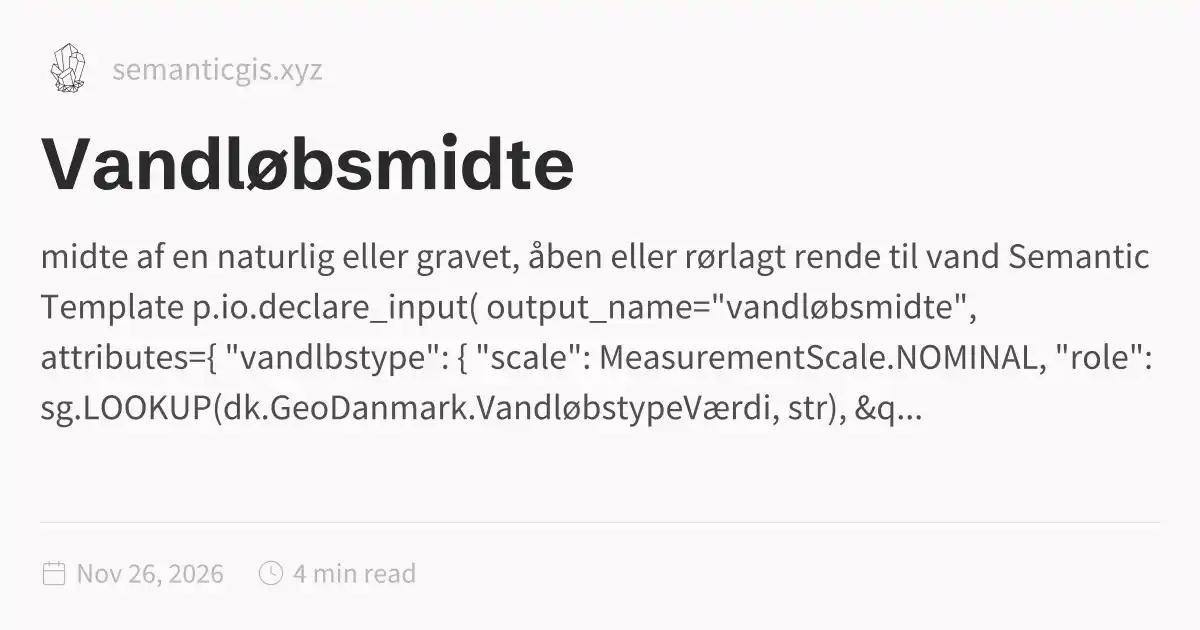 semanticgis.xyz
Vandløbsmidte
midte af en naturlig eller gravet, åben eller rørlagt rende til vand Semantic
Template p.io.declare_input( output_name="vandløbsmidte",
attributes={ "vandlbstype": { "scale": MeasurementScale.NOMINAL, "role":
sg.LOOKUP(dk.GeoDanmark.VandløbstypeVærdi, str), &q...
Nov 26, 2026 4 min read